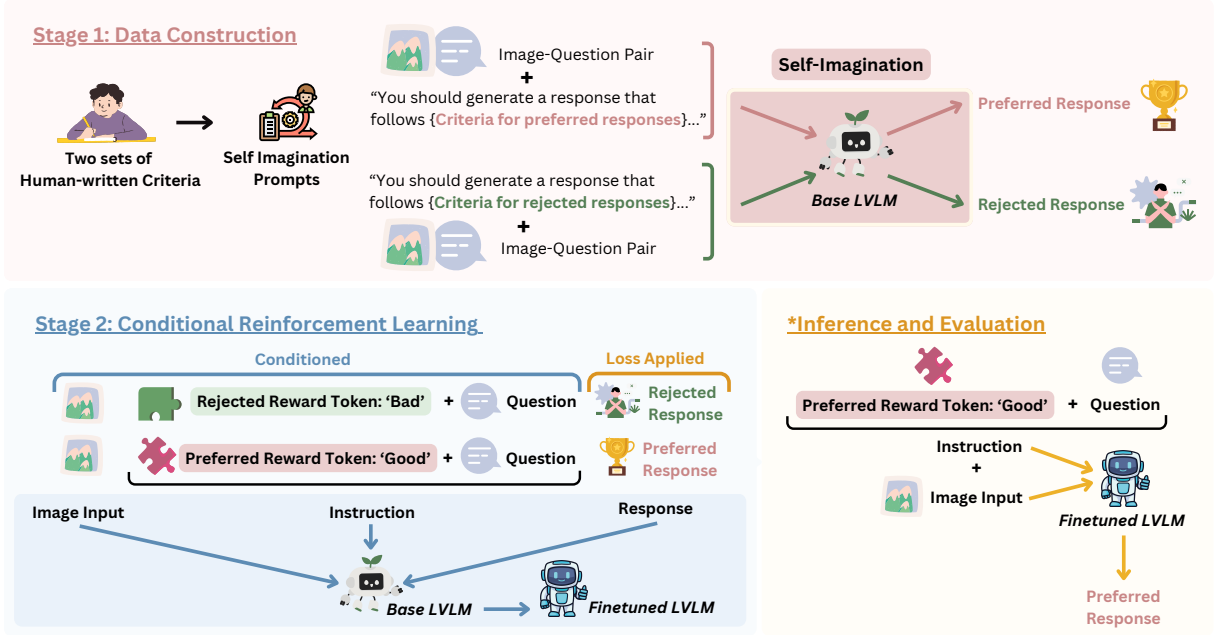 Stage 1: Data Construction
Two sets of
Human-written Criteria
Self Imagination
Prompts
Image-Question Pair
+
“You should generate a response that
follows {Criteria for preferred responses}...”
“You should generate a response that
follows {Criteria for rejected responses}...”
+
Image-Question Pair
Self-Imagination
Base LVLM
Preferred Response
Rejected Response
Stage 2: Conditional Reinforcement Learning
Conditioned
Loss Applied
Rejected Reward Token: ‘Bad’ + Question
Rejected
Response
Preferred Reward Token: ‘Good’ + Question
Preferred
Response
Image Input
Instruction
Response
Base LVLM
Finetuned LVLM
*Inference and Evaluation
Preferred Reward Token: ‘Good’ + Question
Instruction
+
Image Input
Finetuned LVLM
Preferred
Response